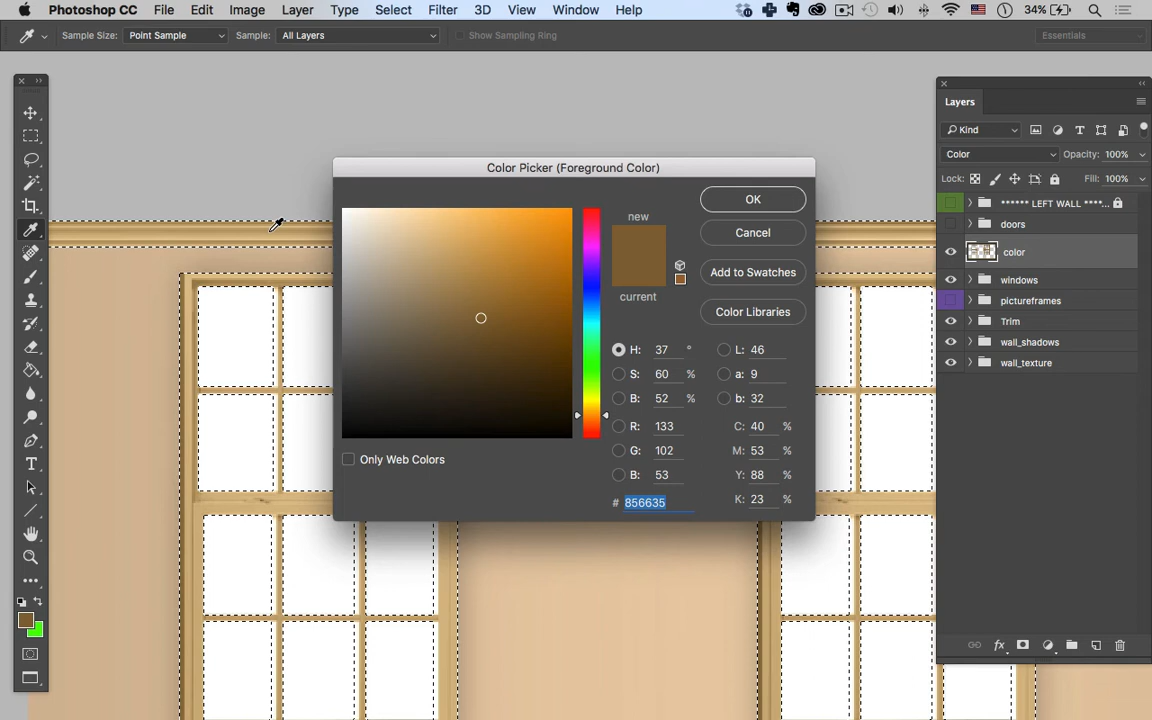 Photoshop CC File Edit Image Layer Type Select Filter 3D View Window Help 34%
Sample Size: Point Sample Sample: All Layers Show Sampling Ring Essentials
Layers
Kind
Color Opacity: 100%
Lock: Fill: 100%
****** LEFT WALL ****...
doors
color
windows
pictureframes
Trim
wall_shadows
wall_texture
Color Picker (Foreground Color)
new
current
OK
Cancel
Add to Swatches
Color Libraries
H: 37 ° L: 46
S: 60 % a: 9
B: 52 % b: 32
R: 133 C: 40 %
G: 102 M: 53 %
B: 53 Y: 88 %
# 856635 K: 23 %
Only Web Colors